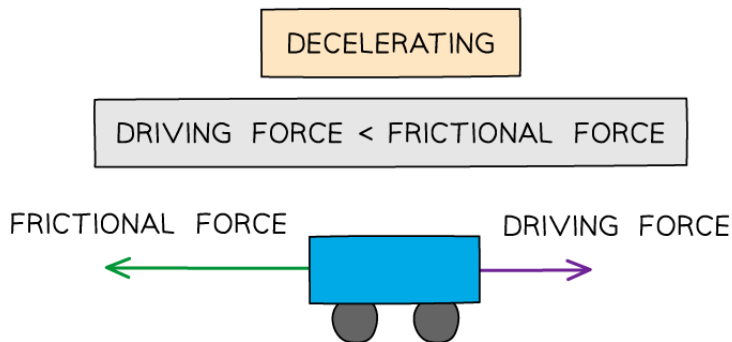 DECELERATING
DRIVING FORCE < FRICTIONAL FORCE
FRICTIONAL FORCE
DRIVING FORCE